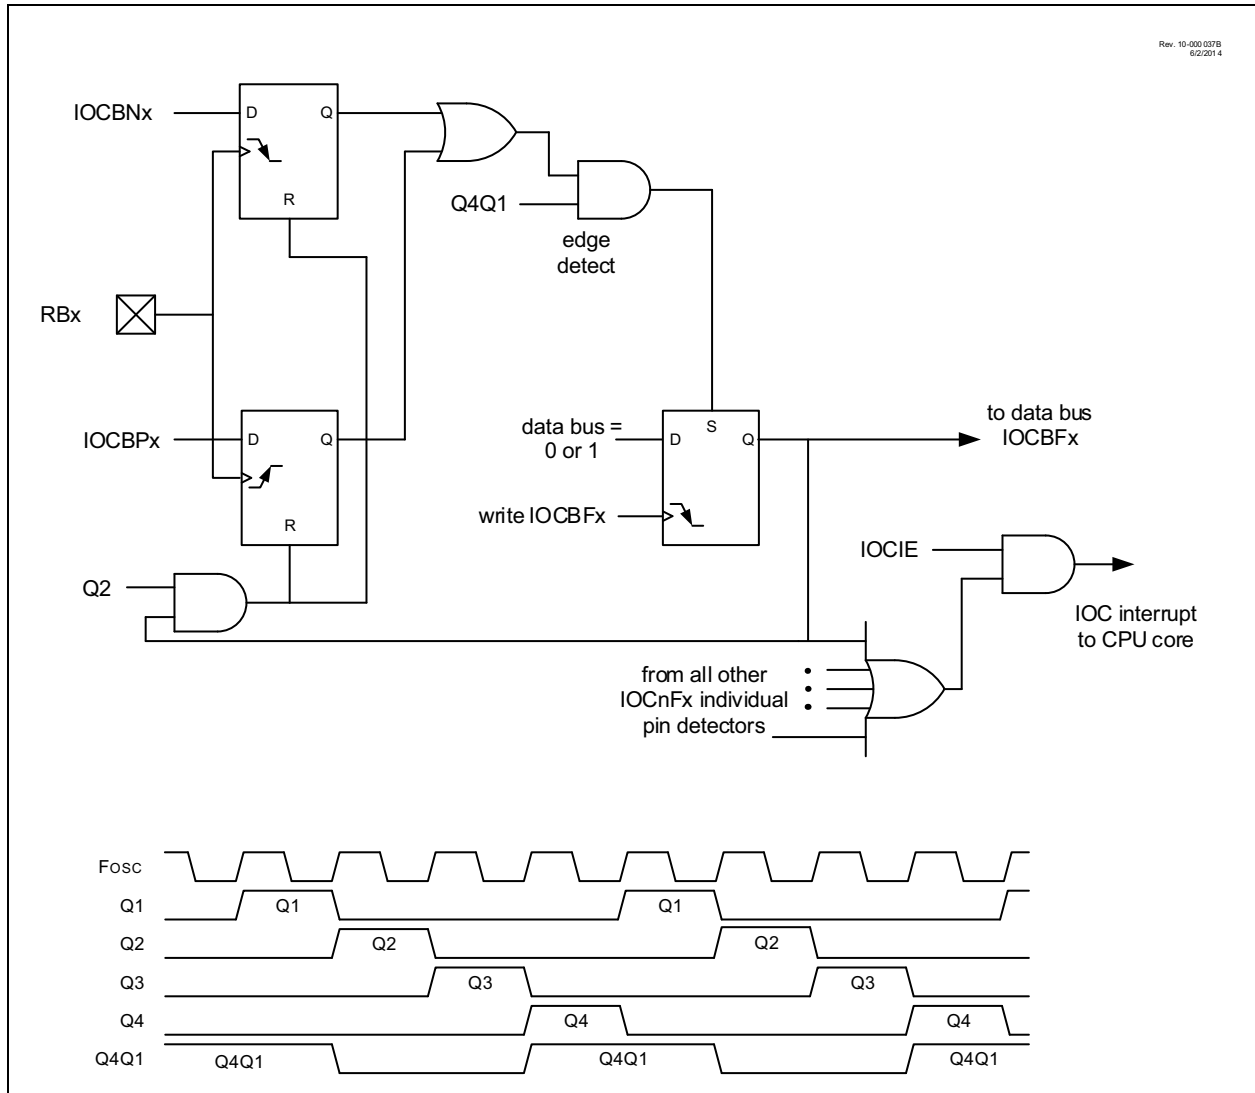 Rev. 10-000 037B
6/2/201 4
IOCBNx
D
Q
R
Q4Q1
edge
detect
RBx
IOCBPx
D
Q
R
data bus =
0 or 1
D
S
Q
write IOCBFx
to data bus
IOCBFx
IOCIE
Q2
IOC interrupt
to CPU core
from all other
IOCnFx individual
pin detectors
FOSC
Q1
Q1
Q1
Q2
Q2
Q2
Q3
Q3
Q3
Q4
Q4
Q4
Q4Q1
Q4Q1
Q4Q1
Q4Q1